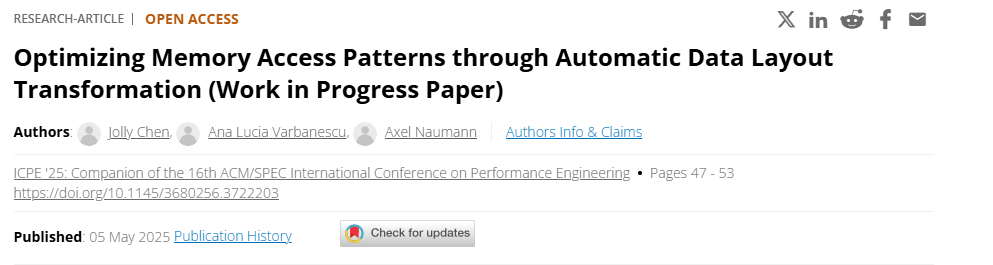 RESEARCH-ARTICLE | OPEN ACCESS
Optimizing Memory Access Patterns through Automatic Data Layout
Transformation (Work in Progress Paper)
Authors: Jolly Chen, Ana Lucia Varbanescu, Axel Naumann Authors Info & Claims
ICPE '25: Companion of the 16th ACM/SPEC International Conference on Performance Engineering • Pages 47 - 53
https://doi.org/10.1145/3680256.3722203
Published: 05 May 2025 Publication History Check for updates